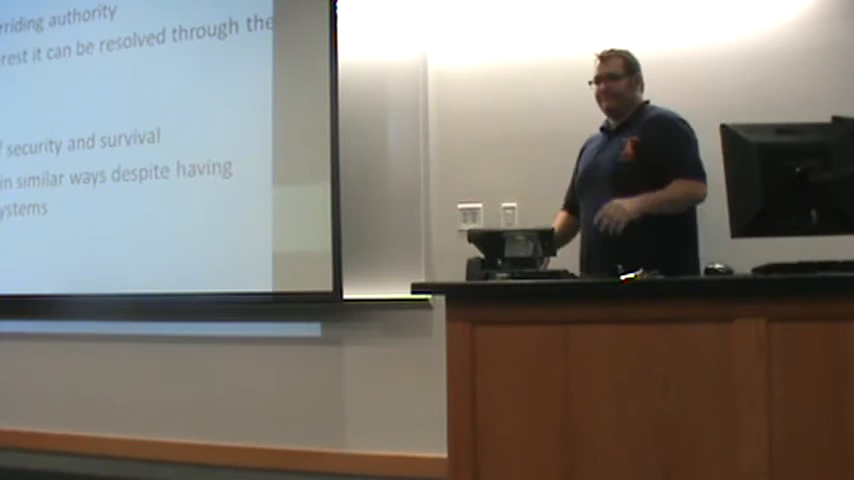 rriding authority
rest it can be resolved through the
f security and survival
in similar ways despite having
ystems